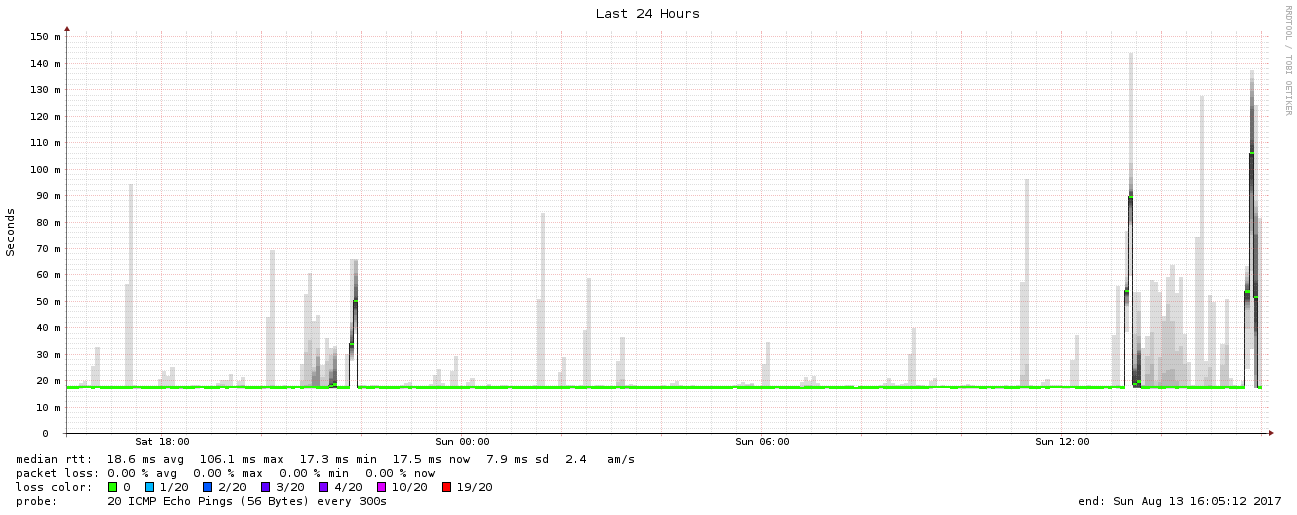 Last 24 Hours
RRDTOOL / TOBI OETIKER
Seconds
150 m
140 m
130 m
120 m
110 m
100 m
90 m
80 m
70 m
60 m
50 m
40 m
30 m
20 m
10 m
0
Sat 18:00 Sun 00:00 Sun 06:00 Sun 12:00
median rtt: 18.6 ms avg 106.1 ms max 17.3 ms min 17.5 ms now 7.9 ms sd 2.4 am/s
packet loss: 0.00 % avg 0.00 % max 0.00 % min 0.00 % now
loss color: 0 1/20 2/20 3/20 4/20 10/20 19/20
probe: 20 ICMP Echo Pings (56 Bytes) every 300s end: Sun Aug 13 16:05:12 2017